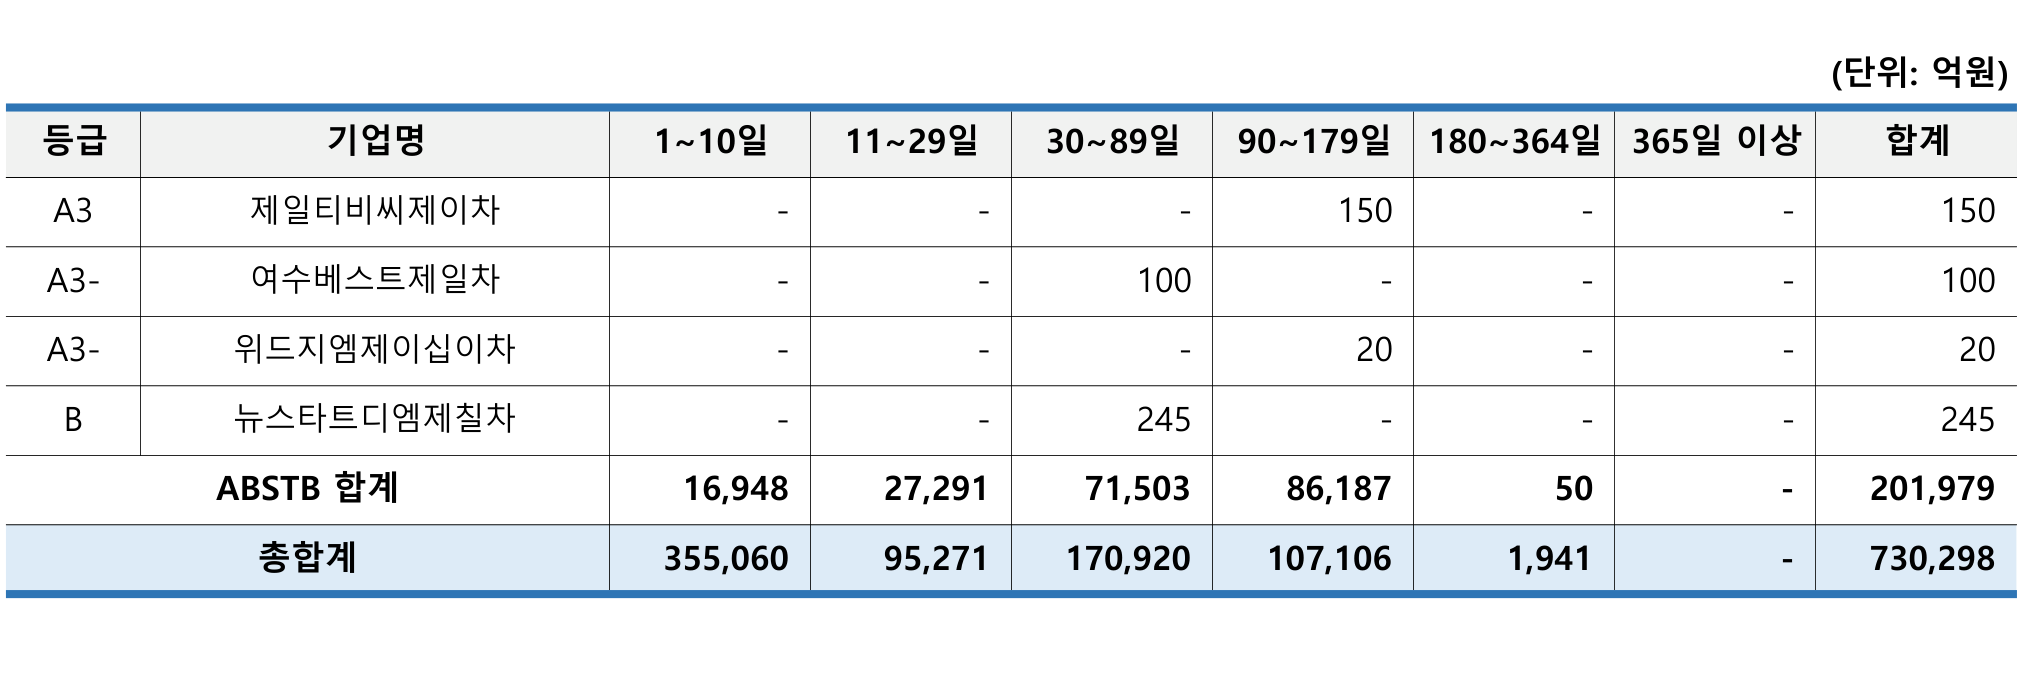 (단위: 억원)
등급 기업명 1~10일 11~29일 30~89일 90~179일 180~364일 365일 이상 합계
A3 제일티비씨제이차 - - - 150 - - 150
A3- 여수베스트제일차 - - 100 - - - 100
A3- 위드지엠제이십이차 - - - 20 - - 20
B 뉴스타트디엠제칠차 - - 245 - - - 245
ABSTB 합계 16,948 27,291 71,503 86,187 50 - 201,979
총합계 355,060 95,271 170,920 107,106 1,941 - 730,298